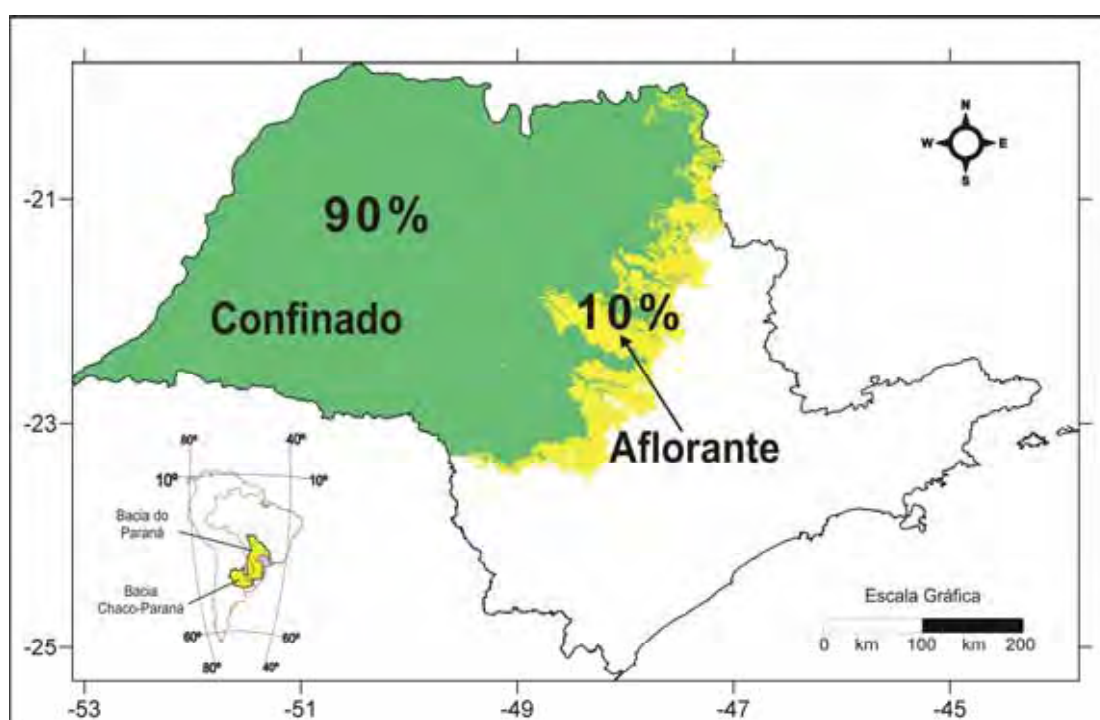 N
W E
S
-21
90%
Confinado
10%
-23
Aflorante
80º 40º
10º 10º
Bacia do
Paraná
Bacia
Chaco-Paraná
60º 60º
80º 40º
Escala Gráfica
0 km 100 km 200
-25
-53 -51 -49 -47 -45